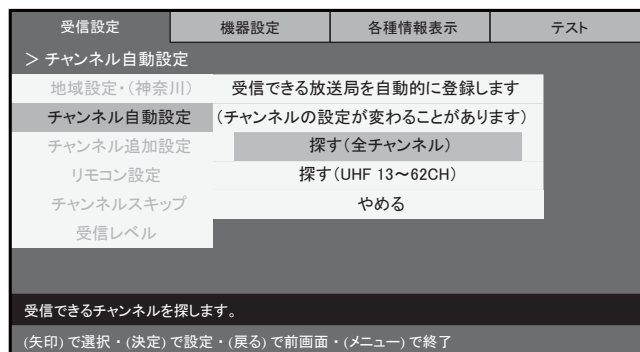 受信設定 機器設定 各種情報表示 テスト
＞チャンネル自動設定
地域設定・(神奈川) 受信できる放送局を自動的に登録します
チャンネル自動設定 (チャンネルの設定が変わることがあります)
チャンネル追加設定 探す(全チャンネル)
リモコン設定 探す(UHF 13〜62CH)
チャンネルスキップ やめる
受信レベル
受信できるチャンネルを探します。
(矢印)で選択・(決定)で設定・(戻る)で前画面・(メニュー)で終了